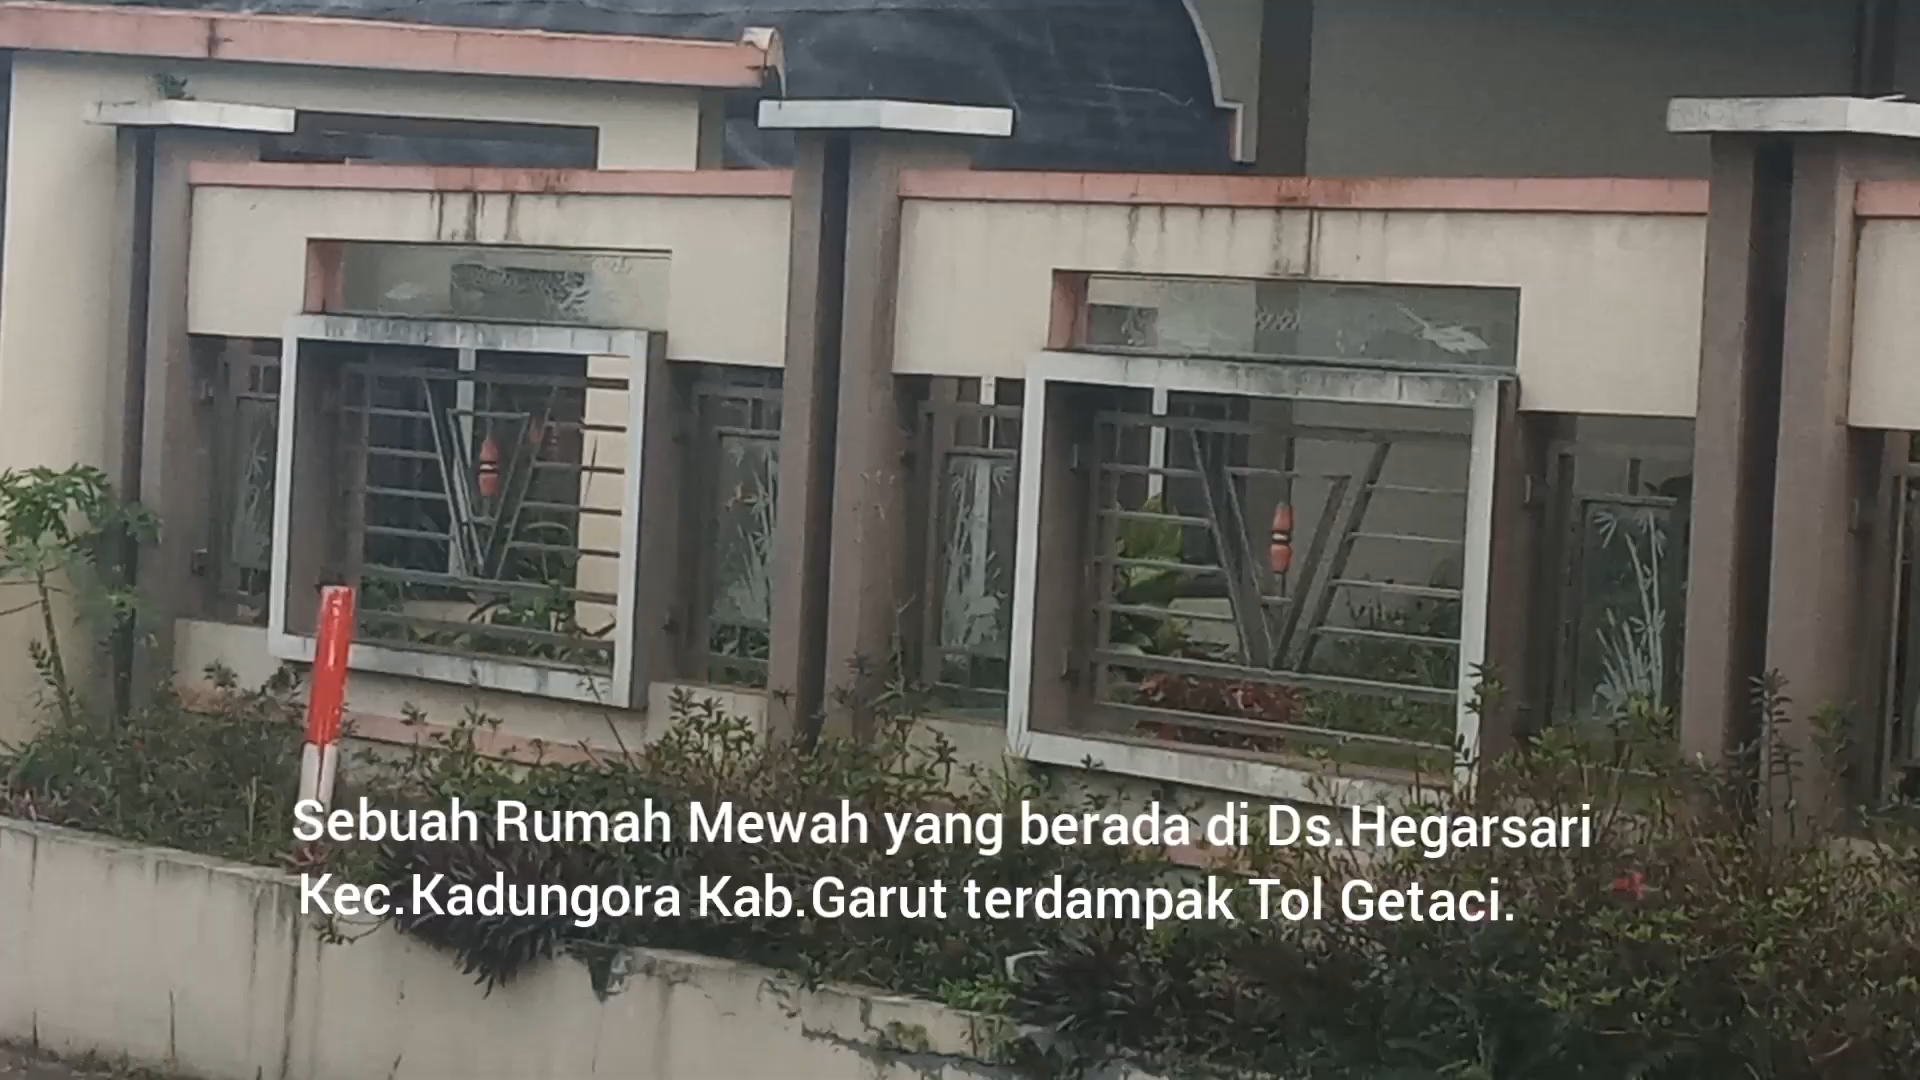 Sebuah Rumah Mewah yang berada di Ds.Hegarsari
Kec.Kadungora Kab.Garut terdampak Tol Getaci.